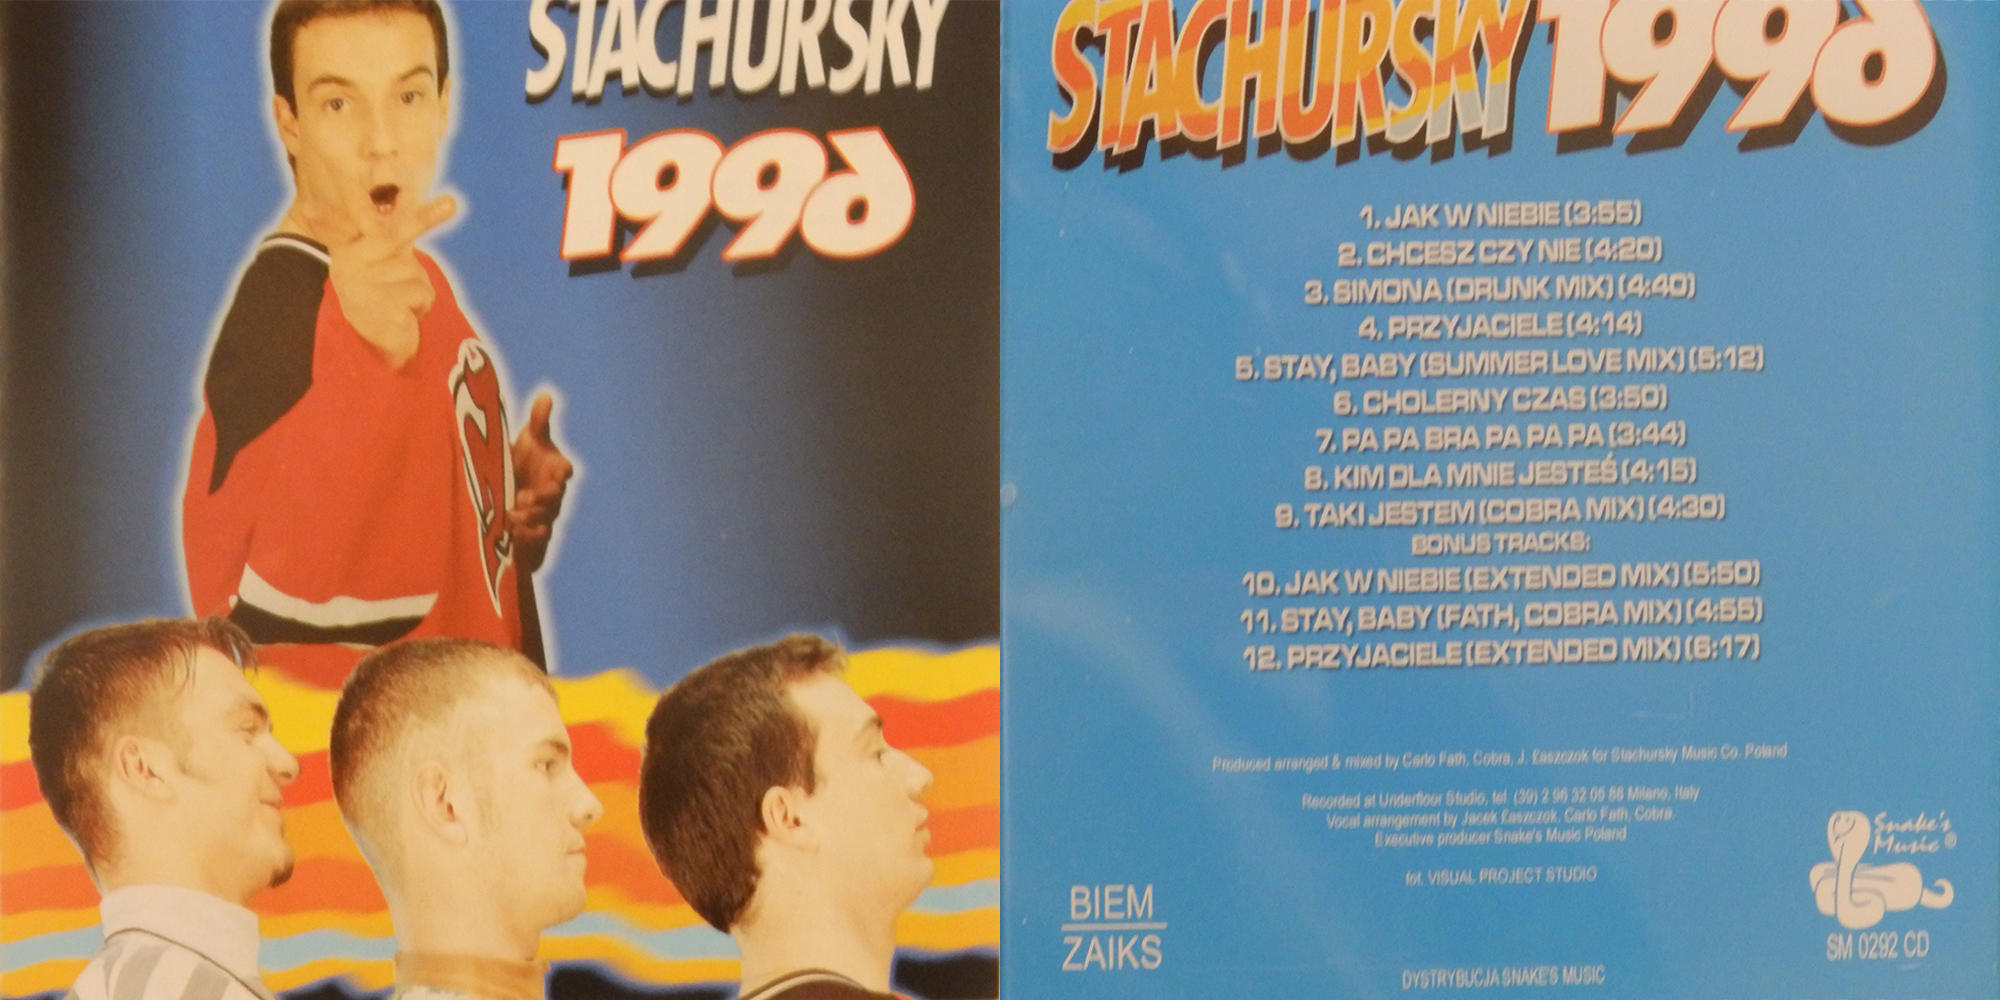 STACHURSKY
1996
STACHURSKY 1996
1. JAK W NIEBIE (3:55)
2. CHCESZ CZY NIE (4:20)
3. SIMONA (DRUNK MIX) (4:40)
4. PRZYJACIELE (4:14)
5. STAY, BABY (SUMMER LOVE MIX) (5:12)
6. CHOLERNY CZAS (3:50)
7. PA PA BRA PA PA PA (3:44)
8. KIM DLA MNIE JESTEŚ (4:15)
9. TAKI JESTEM (COBRA MIX) (4:30)
BONUS TRACKS:
10. JAK W NIEBIE (EXTENDED MIX) (5:50)
11. STAY, BABY (FATH, COBRA MIX) (4:55)
12. PRZYJACIELE (EXTENDED MIX) (6:17)
Produced arranged & mixed by Carlo Fath, Cobra, J. Łaszczok for Stachursky Music Co. Poland
Recorded at Underfloor Studio, tel. (39) 2 96 32 05 88 Milano, Italy
Vocal arrangement by Jacek Łaszczok, Carlo Fath, Cobra.
Executive producer Snake's Music Poland
fot. VISUAL PROJECT STUDIO
Snake's
Music ®
BIEM
ZAIKS
SM 0292 CD
DYSTRYBUCJA SNAKE'S MUSIC